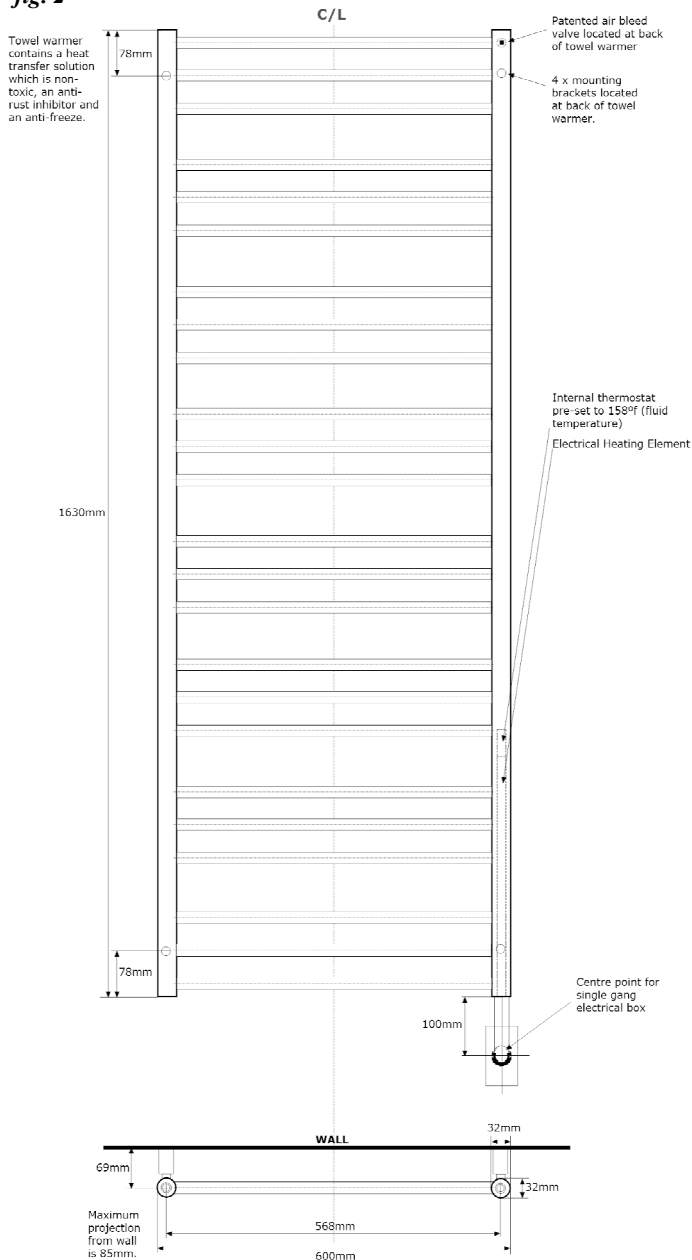 fig. 2
C/L
Towel warmer
contains a heat
transfer solution
which is non-
toxic, an anti-
rust inhibitor and
an anti-freeze.
78mm
Patented air bleed
valve located at back
of towel warmer
4 x mounting
brackets located
at back of towel
warmer.
Internal thermostat
pre-set to 158ºf (fluid
temperature)
Electrical Heating Element
1630mm
78mm
Centre point for
single gang
electrical box
100mm
WALL
32mm
69mm
32mm
Maximum
projection
from wall
is 85mm.
568mm
600mm